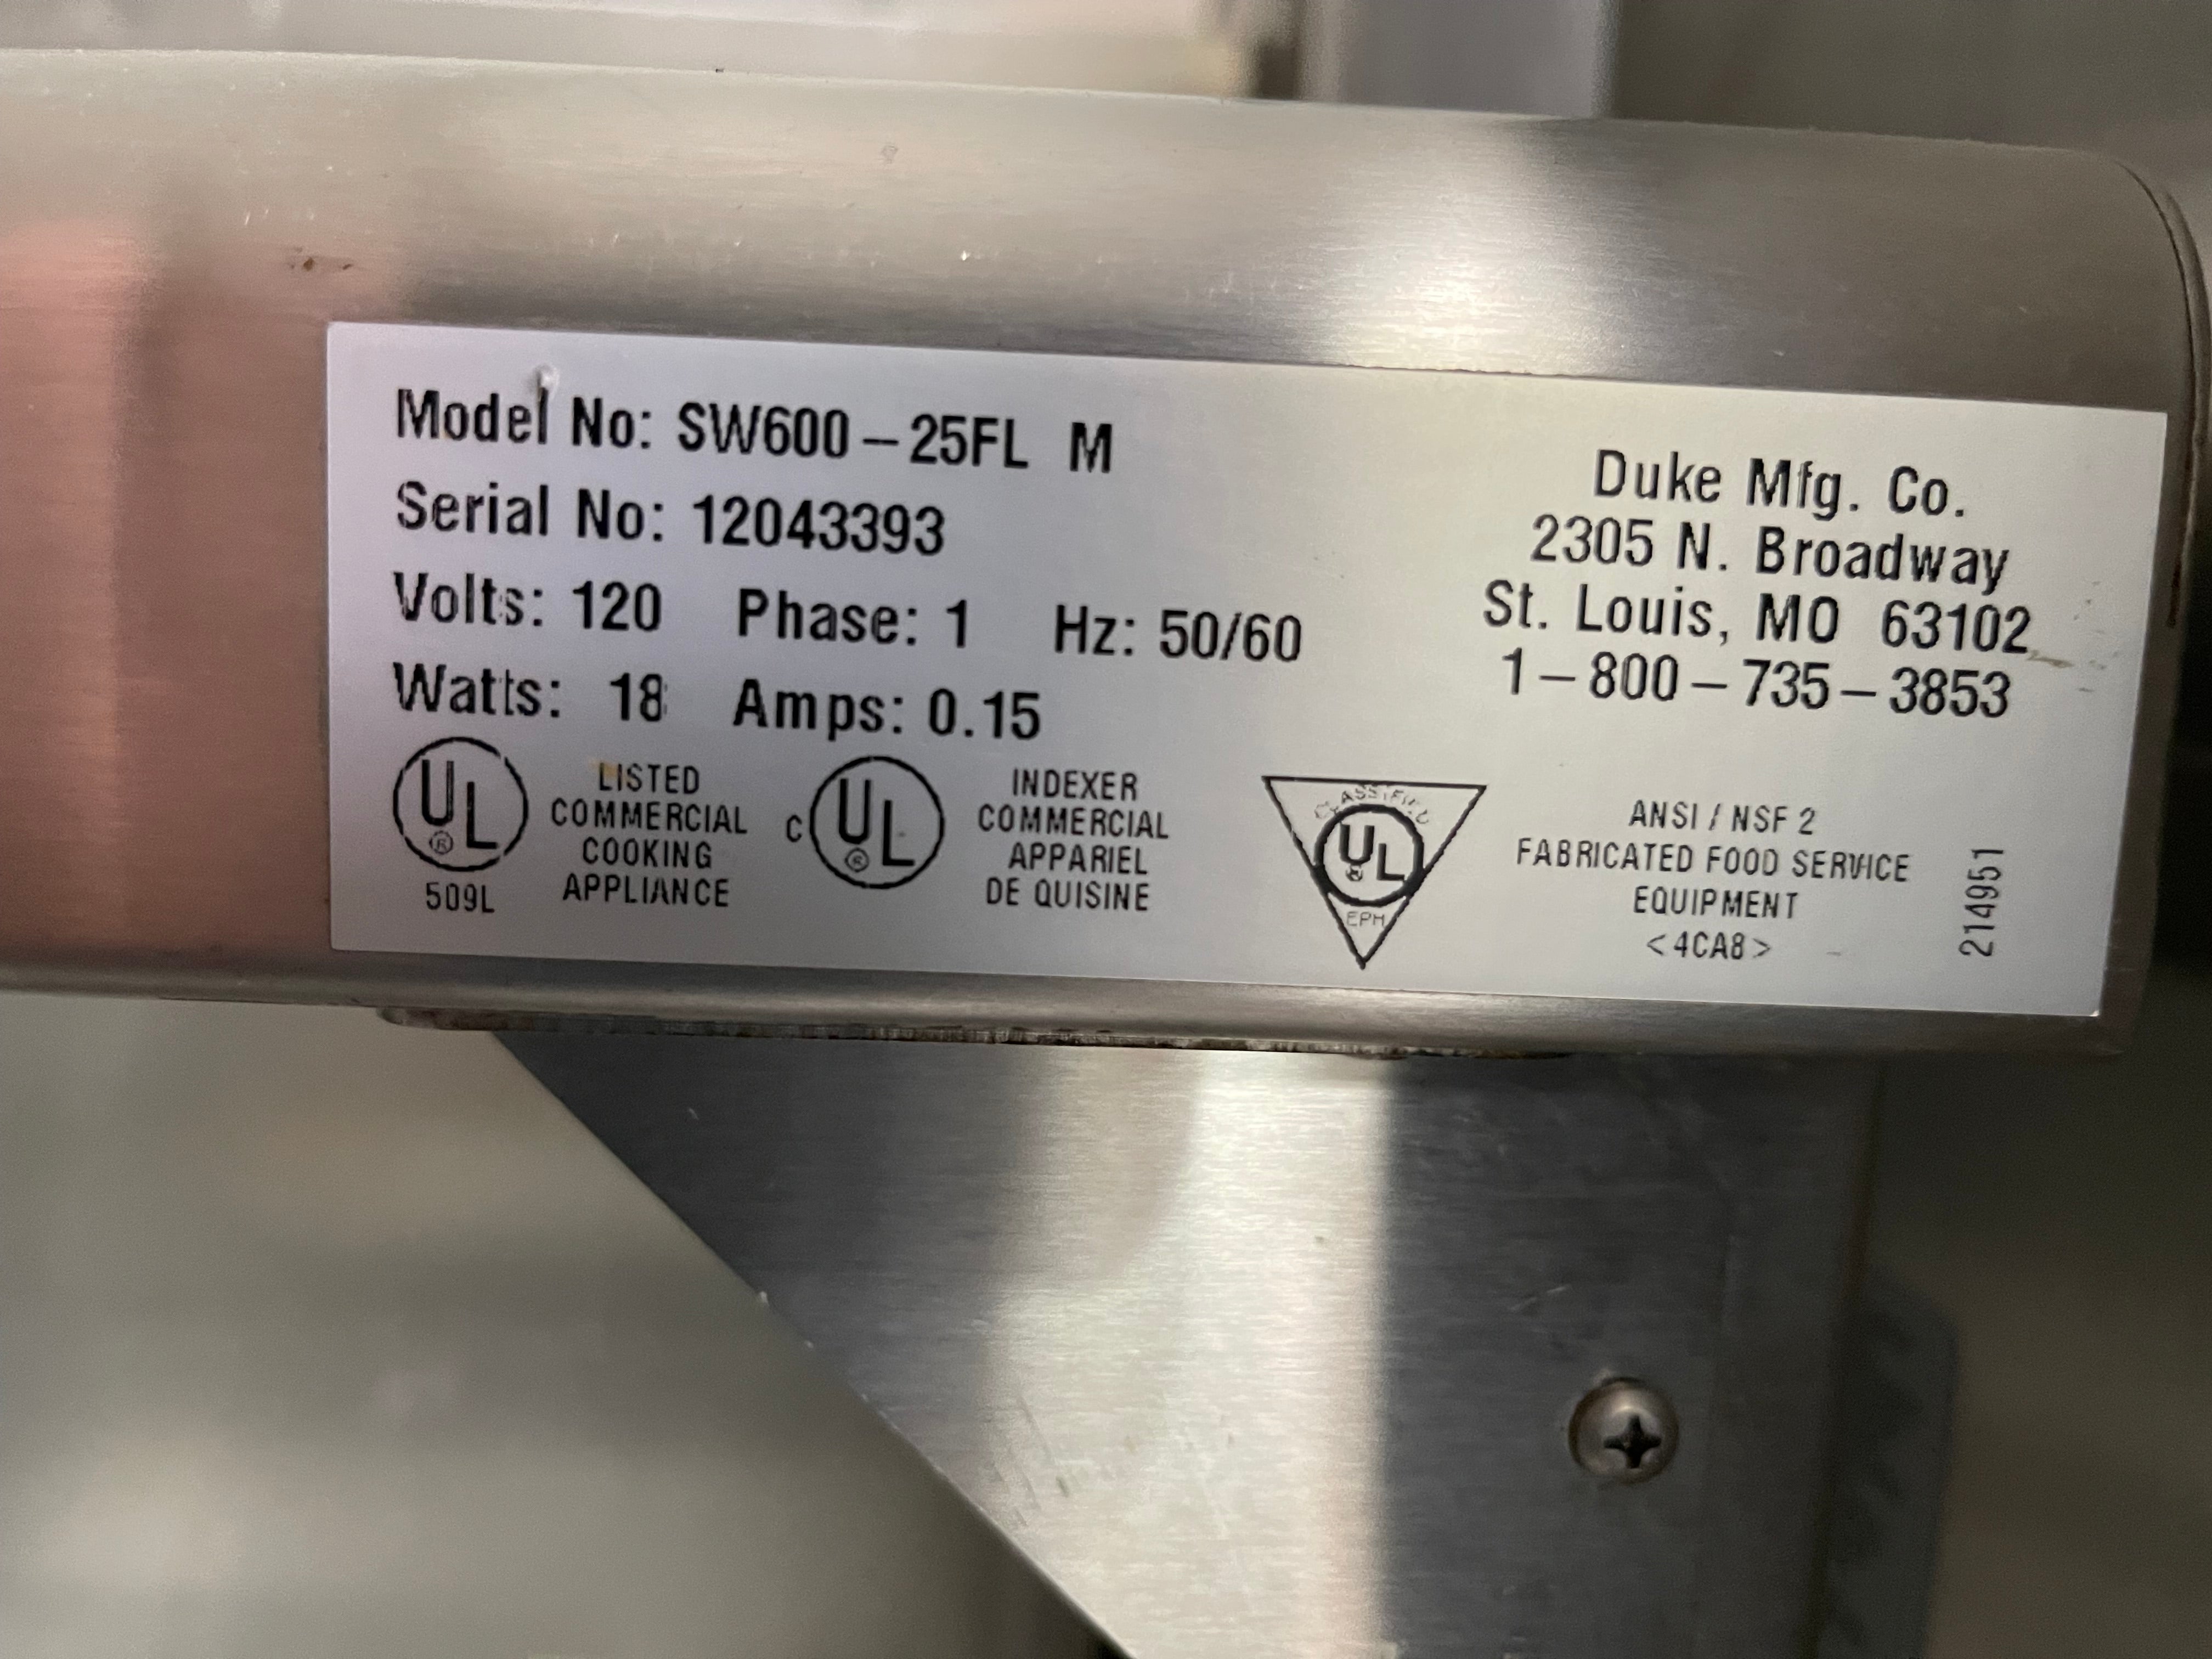 Model No: SW600-25FL M
Serial No: 12043393
Volts: 120 Phase: 1 Hz: 50/60
Watts: 18 Amps: 0.15
Duke Mfg. Co.
2305 N. Broadway
St. Louis, MO 63102
1-800-735-3853
UL
®
509L
LISTED
COMMERCIAL
COOKING
APPLIANCE
C UL
®
INDEXER
COMMERCIAL
APPARIEL
DE QUISINE
CLASSIFIED
UL
®
EPH
ANSI / NSF 2
FABRICATED FOOD SERVICE
EQUIPMENT
<4CA8>
214951